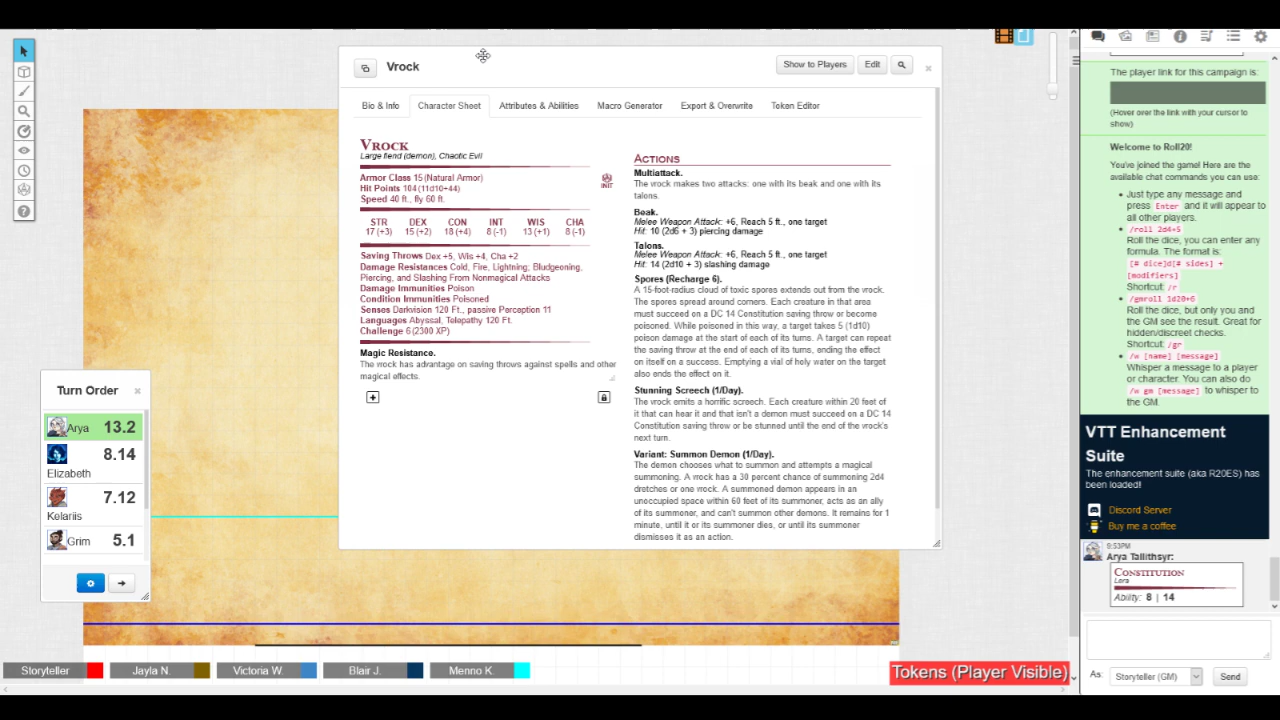 Vrock
Show to Players
Edit
Bio & Info
Character Sheet
Attributes & Abilities
Macro Generator
Export & Overwrite
Token Editor
VROCK
Large fiend (demon), Chaotic Evil
Armor Class 15 (Natural Armor)
Hit Points 104 (11d10+44)
Speed 40 ft., fly 60 ft.
INIT
STR DEX CON INT WIS CHA
17 (+3) 15 (+2) 18 (+4) 8 (-1) 13 (+1) 8 (-1)
Saving Throws Dex +5, Wis +4, Cha +2
Damage Resistances Cold, Fire, Lightning; Bludgeoning,
Piercing, and Slashing From Nonmagical Attacks
Damage Immunities Poison
Condition Immunities Poisoned
Senses Darkvision 120 Ft., passive Perception 11
Languages Abyssal, Telepathy 120 Ft.
Challenge 6 (2300 XP)
Magic Resistance.
The vrock has advantage on saving throws against spells and other
magical effects.
ACTIONS
Multiattack.
The vrock makes two attacks: one with its beak and one with its
talons.
Beak.
Melee Weapon Attack: +6, Reach 5 ft., one target
Hit: 10 (2d6 + 3) piercing damage
Talons.
Melee Weapon Attack: +6, Reach 5 ft., one target
Hit: 14 (2d10 + 3) slashing damage
Spores (Recharge 6).
A 15-foot-radius cloud of toxic spores extends out from the vrock.
The spores spread around corners. Each creature in that area
must succeed on a DC 14 Constitution saving throw or become
poisoned. While poisoned in this way, a target takes 5 (1d10)
poison damage at the start of each of its turns. A target can repeat
the saving throw at the end of each of its turns, ending the effect
on itself on a success. Emptying a vial of holy water on the target
also ends the effect on it.
Stunning Screech (1/Day).
The vrock emits a horrific screech. Each creature within 20 feet of
it that can hear it and that isn't a demon must succeed on a DC 14
Constitution saving throw or be stunned until the end of the vrock's
next turn.
Variant: Summon Demon (1/Day).
The demon chooses what to summon and attempts a magical
summoning. A vrock has a 30 percent chance of summoning 2d4
dretches or one vrock. A summoned demon appears in an
unoccupied space within 60 feet of its summoner, acts as an ally
of its summoner, and can't summon other demons. It remains for 1
minute, until it or its summoner dies, or until its summoner
dismisses it as an action.
Turn Order
Arya 13.2
Elizabeth 8.14
Kelariis 7.12
Grim 5.1
Storyteller
Jayla N.
Victoria W.
Blair J.
Menno K.
Tokens (Player Visible)
The player link for this campaign is:
(Hover over the link with your cursor to
show)
Welcome to Roll20!
You've joined the game! Here are the
available chat commands you can use:
Just type any message and
press Enter and it will appear to
all other players.
/roll 2d4+5
Roll the dice, you can enter any
formula. The format is:
[# dice]d[# sides] +
[modifiers]
Shortcut: /r
/gmroll 1d20+6
Roll the dice, but only you and
the GM see the result. Great for
hidden/discreet checks.
Shortcut: /gr
/w [name] [message]
Whisper a message to a player
or character. You can also do
/w gm [message] to whisper to
the GM.
VTT Enhancement
Suite
The enhancement suite (aka R20ES) has
been loaded!
Discord Server
Buy me a coffee
9:53PM
Arya Tallithsyr:
CONSTITUTION
Lora
Ability: 8 | 14
As: Storyteller (GM)
Send